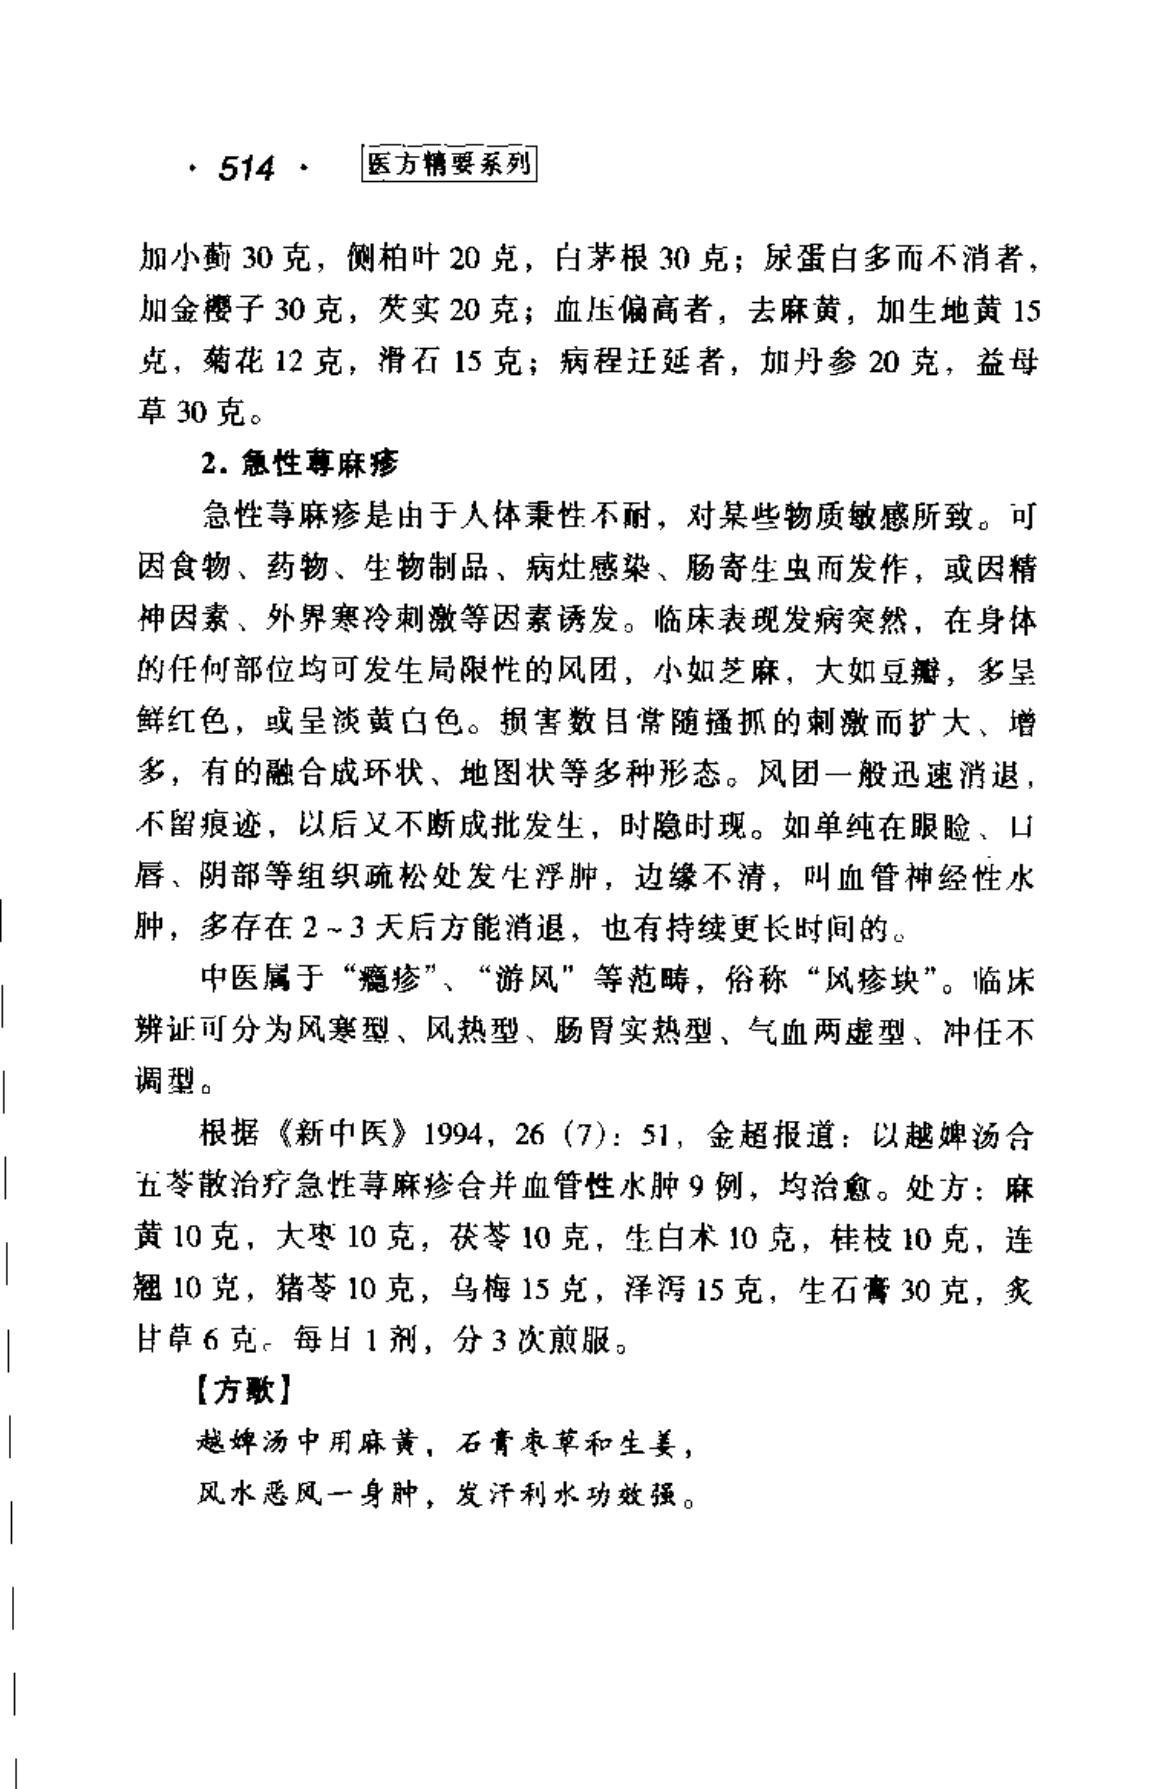 · 514 · 医方精要系列
加小蓟 30 克，侧柏叶 20 克，白茅根 30 克；尿蛋白多而不消者，
加金樱子 30 克，芡实 20 克；血压偏高者，去麻黄，加生地黄 15
克，菊花 12 克，滑石 15 克；病程迁延者，加丹参 20 克，益母
草 30 克。
2. 急性荨麻疹
急性荨麻疹是由于人体秉性不耐，对某些物质敏感所致。可
因食物、药物、生物制品、病灶感染、肠寄生虫而发作，或因精
神因素、外界寒冷刺激等因素诱发。临床表现发病突然，在身体
的任何部位均可发生局限性的风团，小如芝麻，大如豆瓣，多呈
鲜红色，或呈淡黄白色。损害数目常随搔抓的刺激而扩大、增
多，有的融合成环状、地图状等多种形态。风团一般迅速消退，
不留痕迹，以后又不断成批发生，时隐时现。如单纯在眼睑、口
唇、阴部等组织疏松处发生浮肿，边缘不清，叫血管神经性水
肿，多存在 2～3 天后方能消退，也有持续更长时间的。
中医属于“瘾疹”、“游风”等范畴，俗称“风疹块”。临床
辨证可分为风寒型、风热型、肠胃实热型、气血两虚型、冲任不
调型。
根据《新中医》1994，26（7）：51，金超报道：以越婢汤合
五苓散治疗急性荨麻疹合并血管性水肿 9 例，均治愈。处方：麻
黄 10 克，大枣 10 克，茯苓 10 克，生白术 10 克，桂枝 10 克，连
翘 10 克，猪苓 10 克，乌梅 15 克，泽泻 15 克，生石膏 30 克，炙
甘草 6 克。每日 1 剂，分 3 次煎服。
【方歌】
越婢汤中用麻黄，石膏枣草和生姜，
风水恶风一身肿，发汗利水功效强。